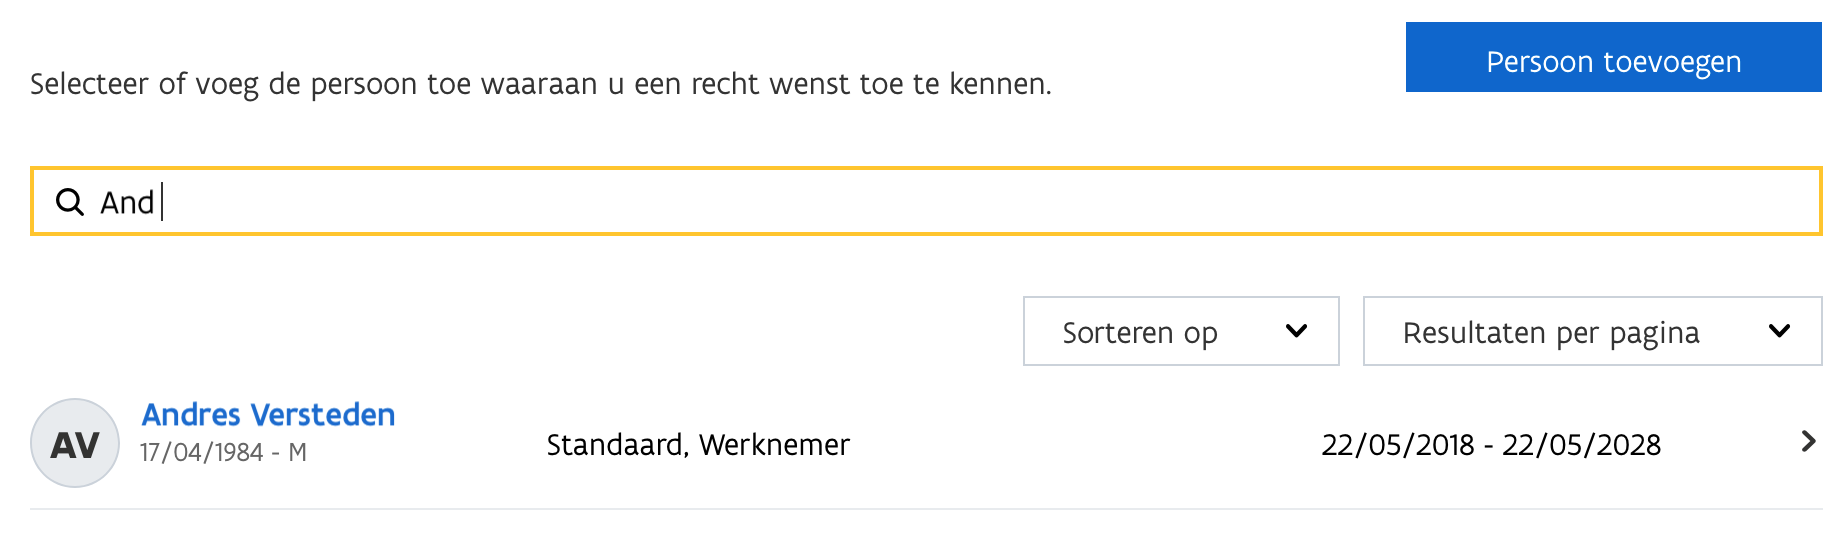 Persoon toevoegen
Selecteer of voeg de persoon toe waaraan u een recht wenst toe te kennen.
And
Sorteren op
Resultaten per pagina
AV
Andres Versteden
17/04/1984 - M
Standaard, Werknemer
22/05/2018 - 22/05/2028